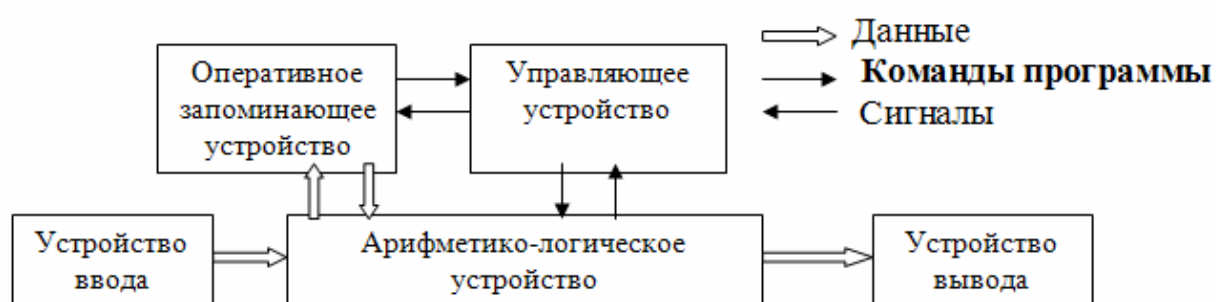 Оперативное
запоминающее
устройство
Управляющее
устройство
Данные
Команды программы
Сигналы
Устройство
ввода
Арифметико-логическое
устройство
Устройство
вывода